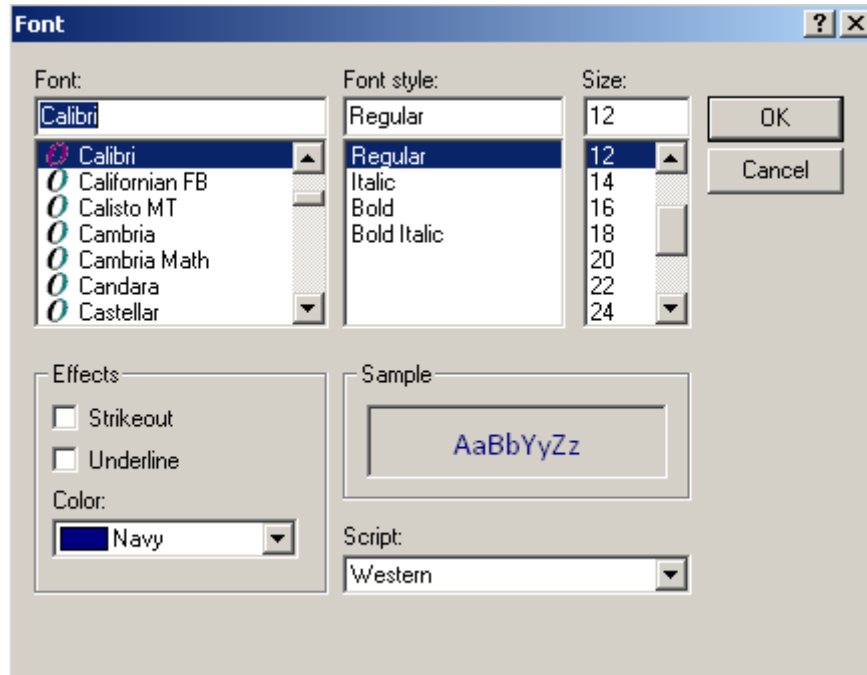 Font
Font:
Font style:
Size:
Calibri
Regular
12
OK
Cancel
Calibri
Californian FB
Calisto MT
Cambria
Cambria Math
Candara
Castellar
Regular
Italic
Bold
Bold Italic
12
14
16
18
20
22
24
Effects
Strikeout
Underline
Color:
Navy
Sample
AaBbYyZz
Script:
Western